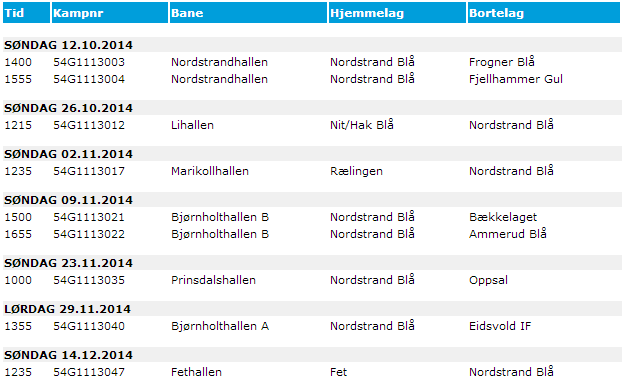 Tid Kampnr Bane Hjemmelag Bortelag
SØNDAG 12.10.2014
1400 54G1113003 Nordstrandhallen Nordstrand Blå Frogner Blå
1555 54G1113004 Nordstrandhallen Nordstrand Blå Fjellhammer Gul
SØNDAG 26.10.2014
1215 54G1113012 Lihallen Nit/Hak Blå Nordstrand Blå
SØNDAG 02.11.2014
1235 54G1113017 Marikollhallen Rælingen Nordstrand Blå
SØNDAG 09.11.2014
1500 54G1113021 Bjørnholthallen B Nordstrand Blå Bækkelaget
1655 54G1113022 Bjørnholthallen B Nordstrand Blå Ammerud Blå
SØNDAG 23.11.2014
1000 54G1113035 Prinsdalshallen Nordstrand Blå Oppsal
LØRDAG 29.11.2014
1355 54G1113040 Bjørnholthallen A Nordstrand Blå Eidsvold IF
SØNDAG 14.12.2014
1235 54G1113047 Fethallen Fet Nordstrand Blå